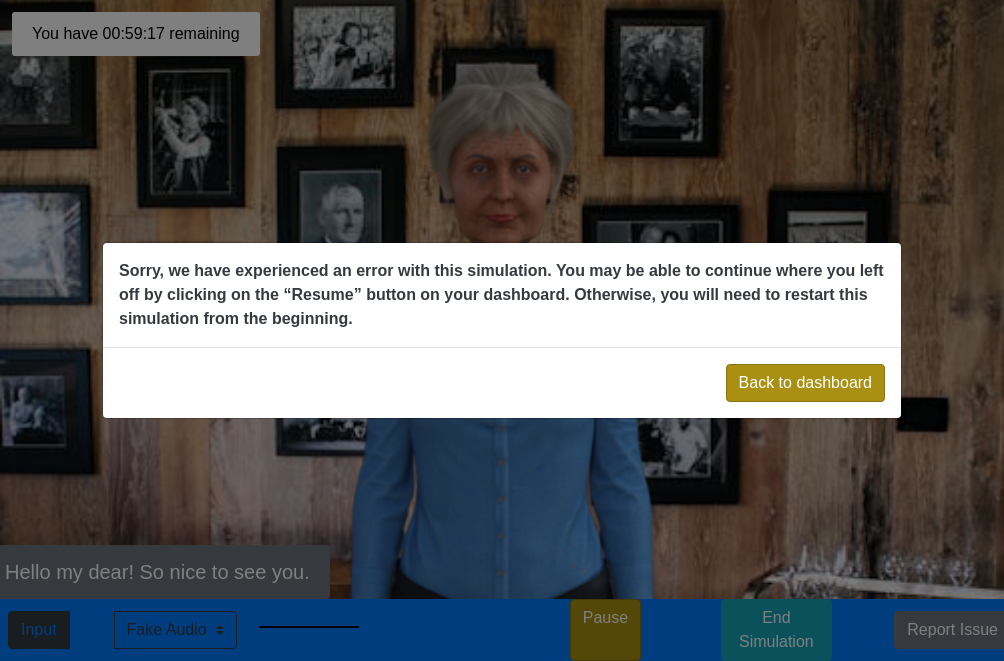 You have 00:59:17 remaining
Sorry, we have experienced an error with this simulation. You may be able to continue where you left
off by clicking on the “Resume” button on your dashboard. Otherwise, you will need to restart this
simulation from the beginning.
Back to dashboard
Hello my dear! So nice to see you.
Input
Fake Audio
Pause
End
Simulation
Report Issue